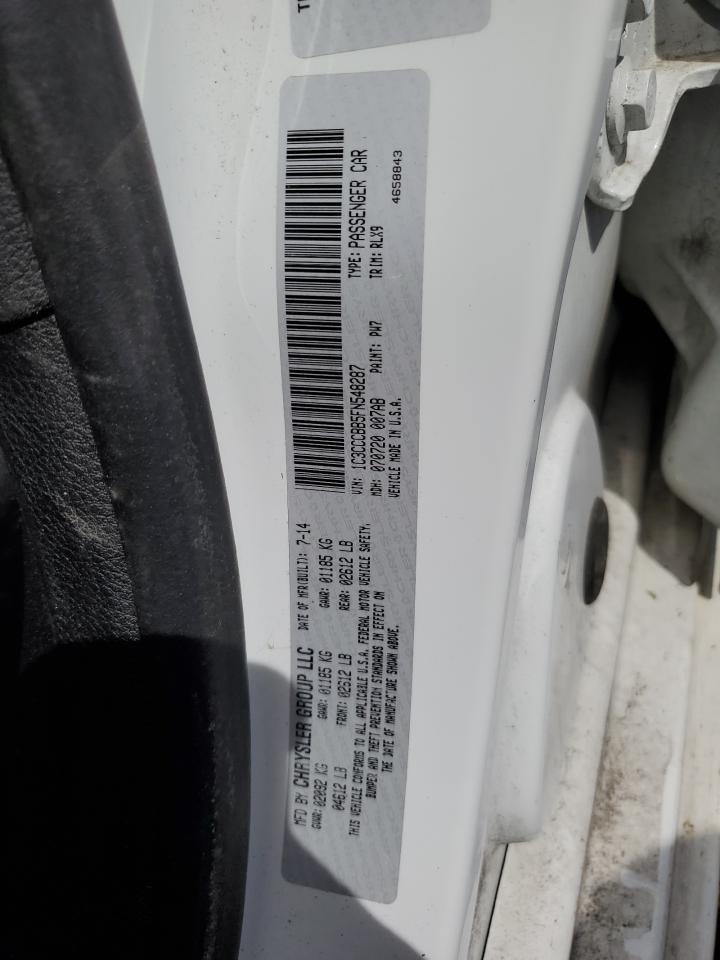 MFD BY CHRYSLER GROUP LLC DATE OF MFR(BUILT): 7-14
GVWR: 02092 KG GAWR: 01185 KG GAWR: 01185 KG
04612 LB FRONT: 02612 LB REAR: 02612 LB
THIS VEHICLE CONFORMS TO ALL APPLICABLE U.S.A. FEDERAL MOTOR VEHICLE SAFETY,
BUMPER AND THEFT PREVENTION STANDARDS IN EFFECT ON
THE DATE OF MANUFACTURE SHOWN ABOVE.
VIN: 1C3CCCBB5FN548287 TYPE: PASSENGER CAR
MDH: 070720 007AB PAINT: PW7 TRIM: RLX9
VEHICLE MADE IN U.S.A. 4658843